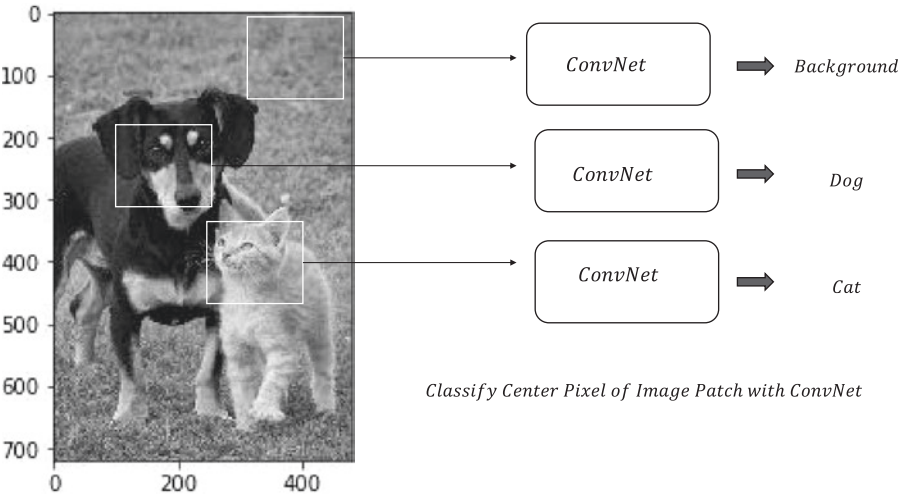 0
100
200
300
400
500
600
700
0 200 400
ConvNet
Background
ConvNet
Dog
ConvNet
Cat
Classify Center Pixel of Image Patch with ConvNet